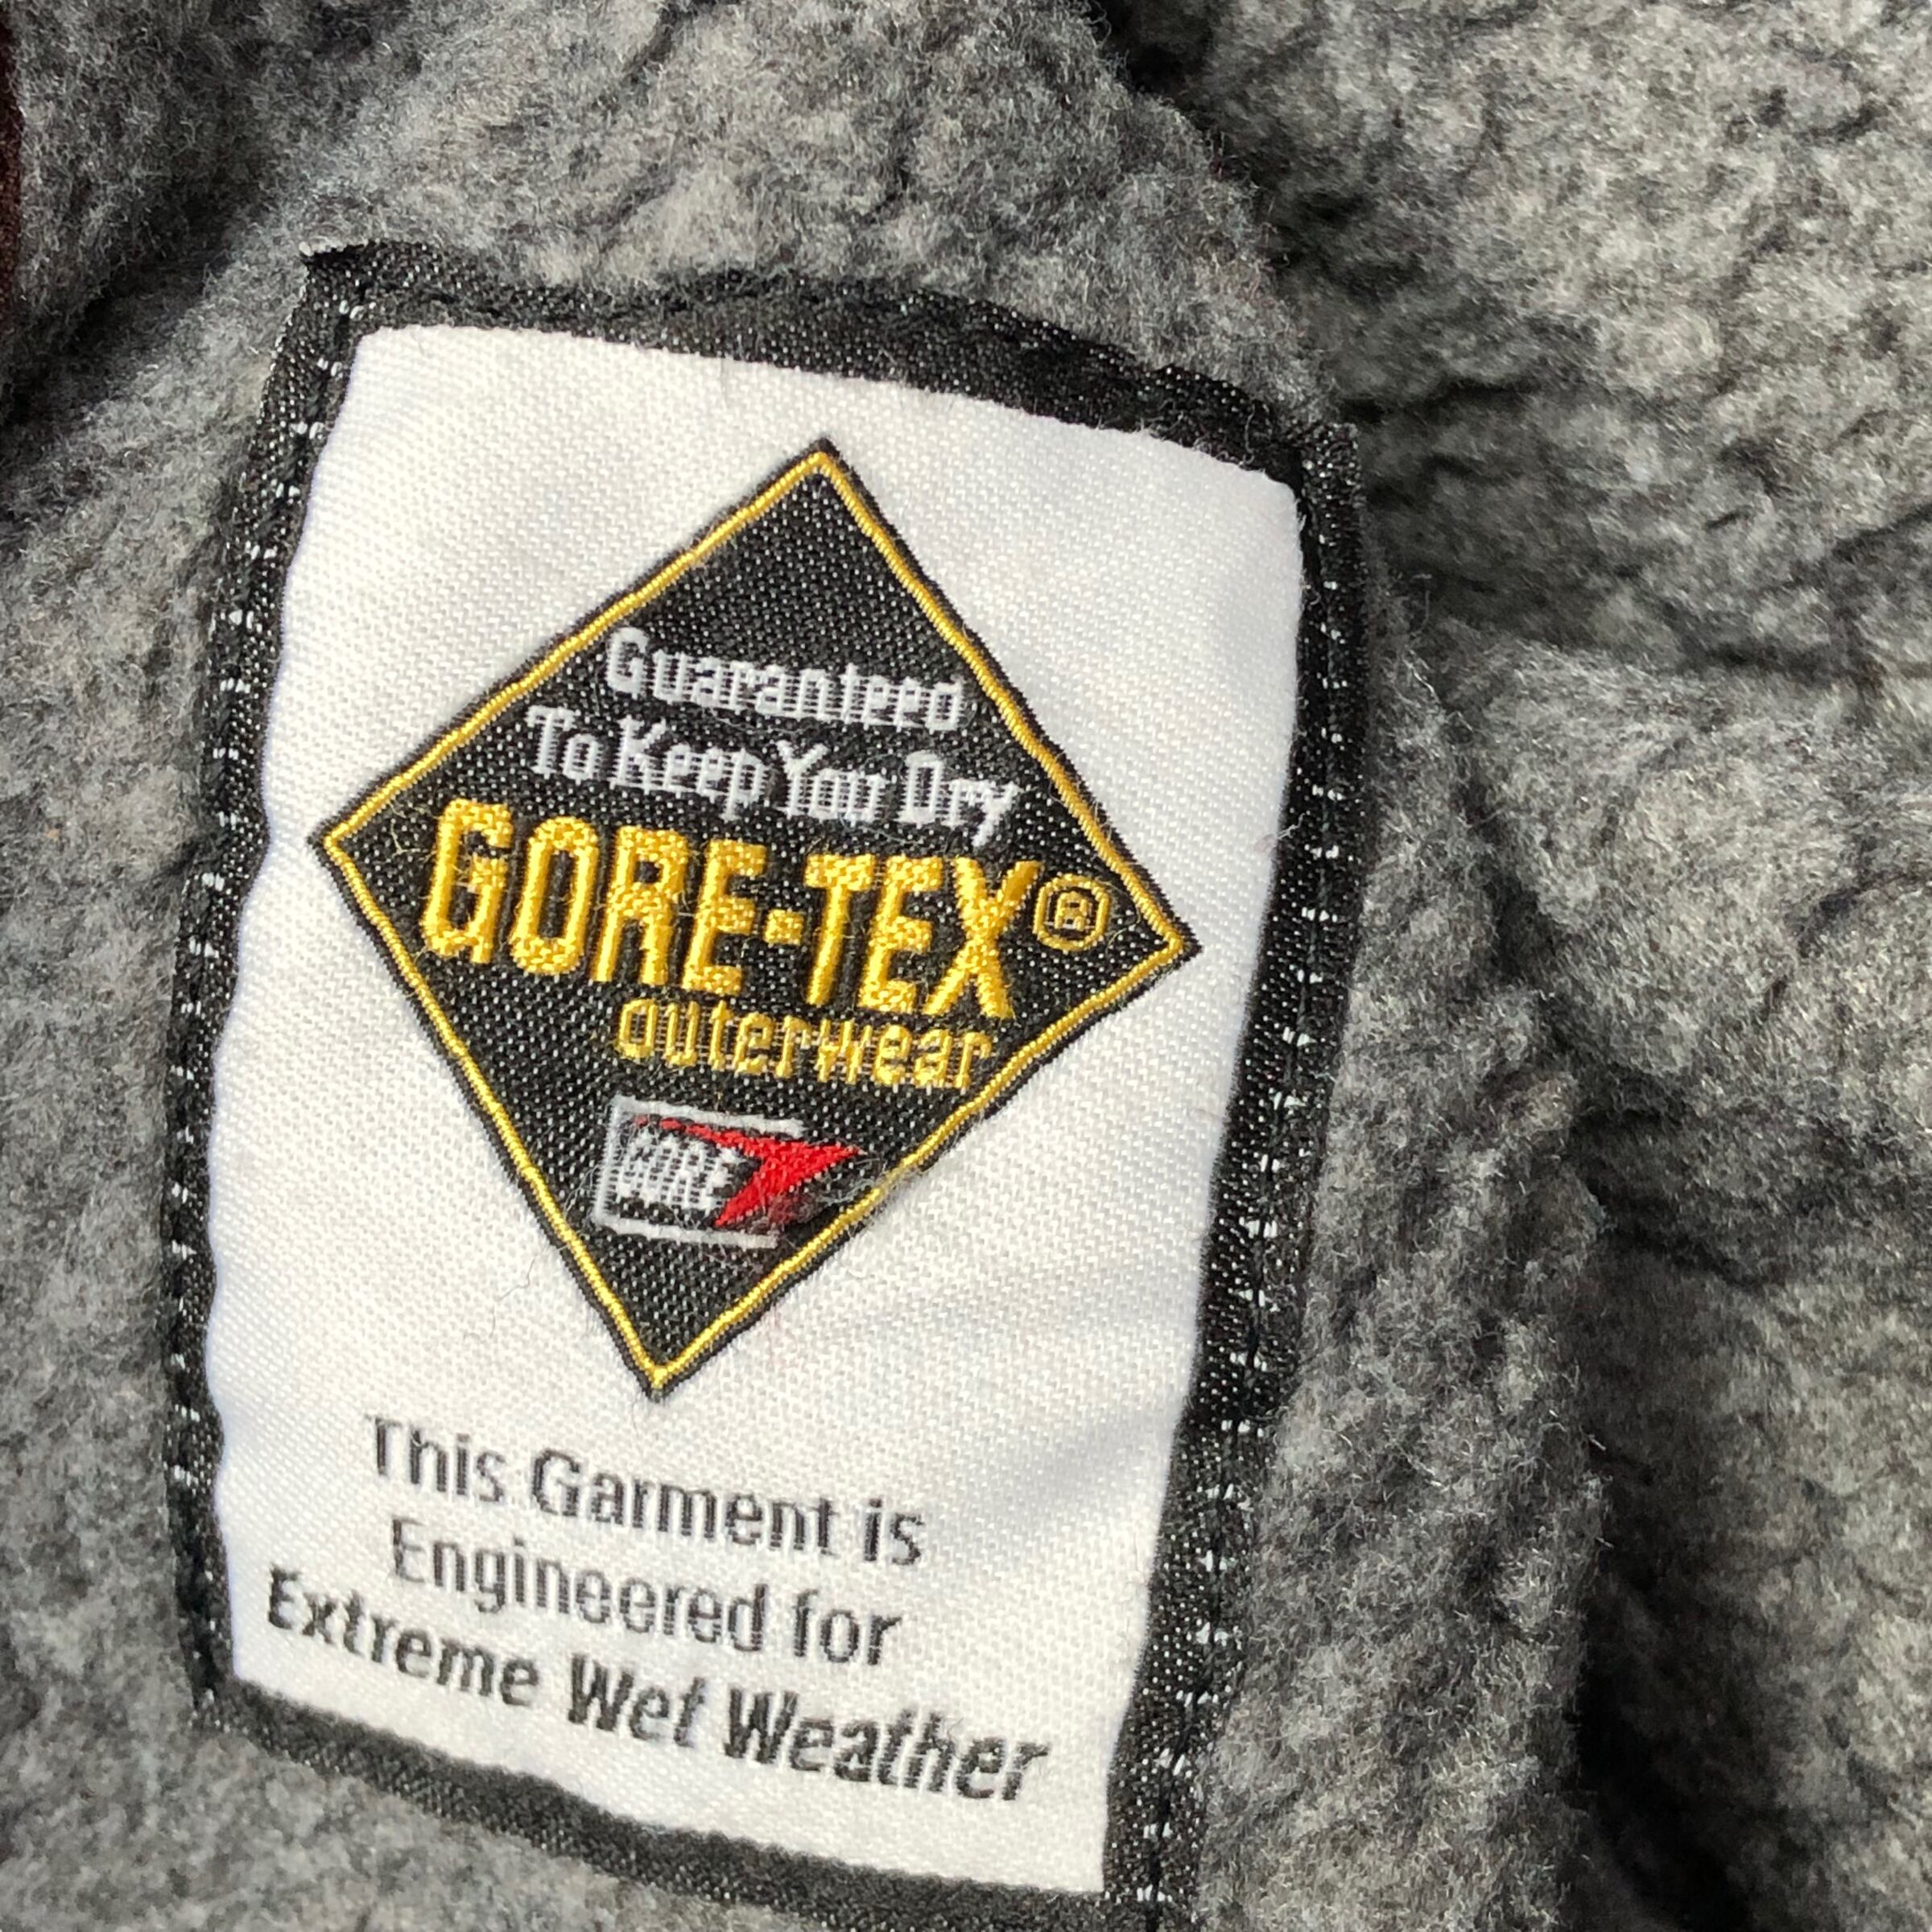 Guaranteed
To Keep You Dry
GORE-TEX®
outerwear
GORE
This Garment is
Engineered for
Extreme Wet Weather